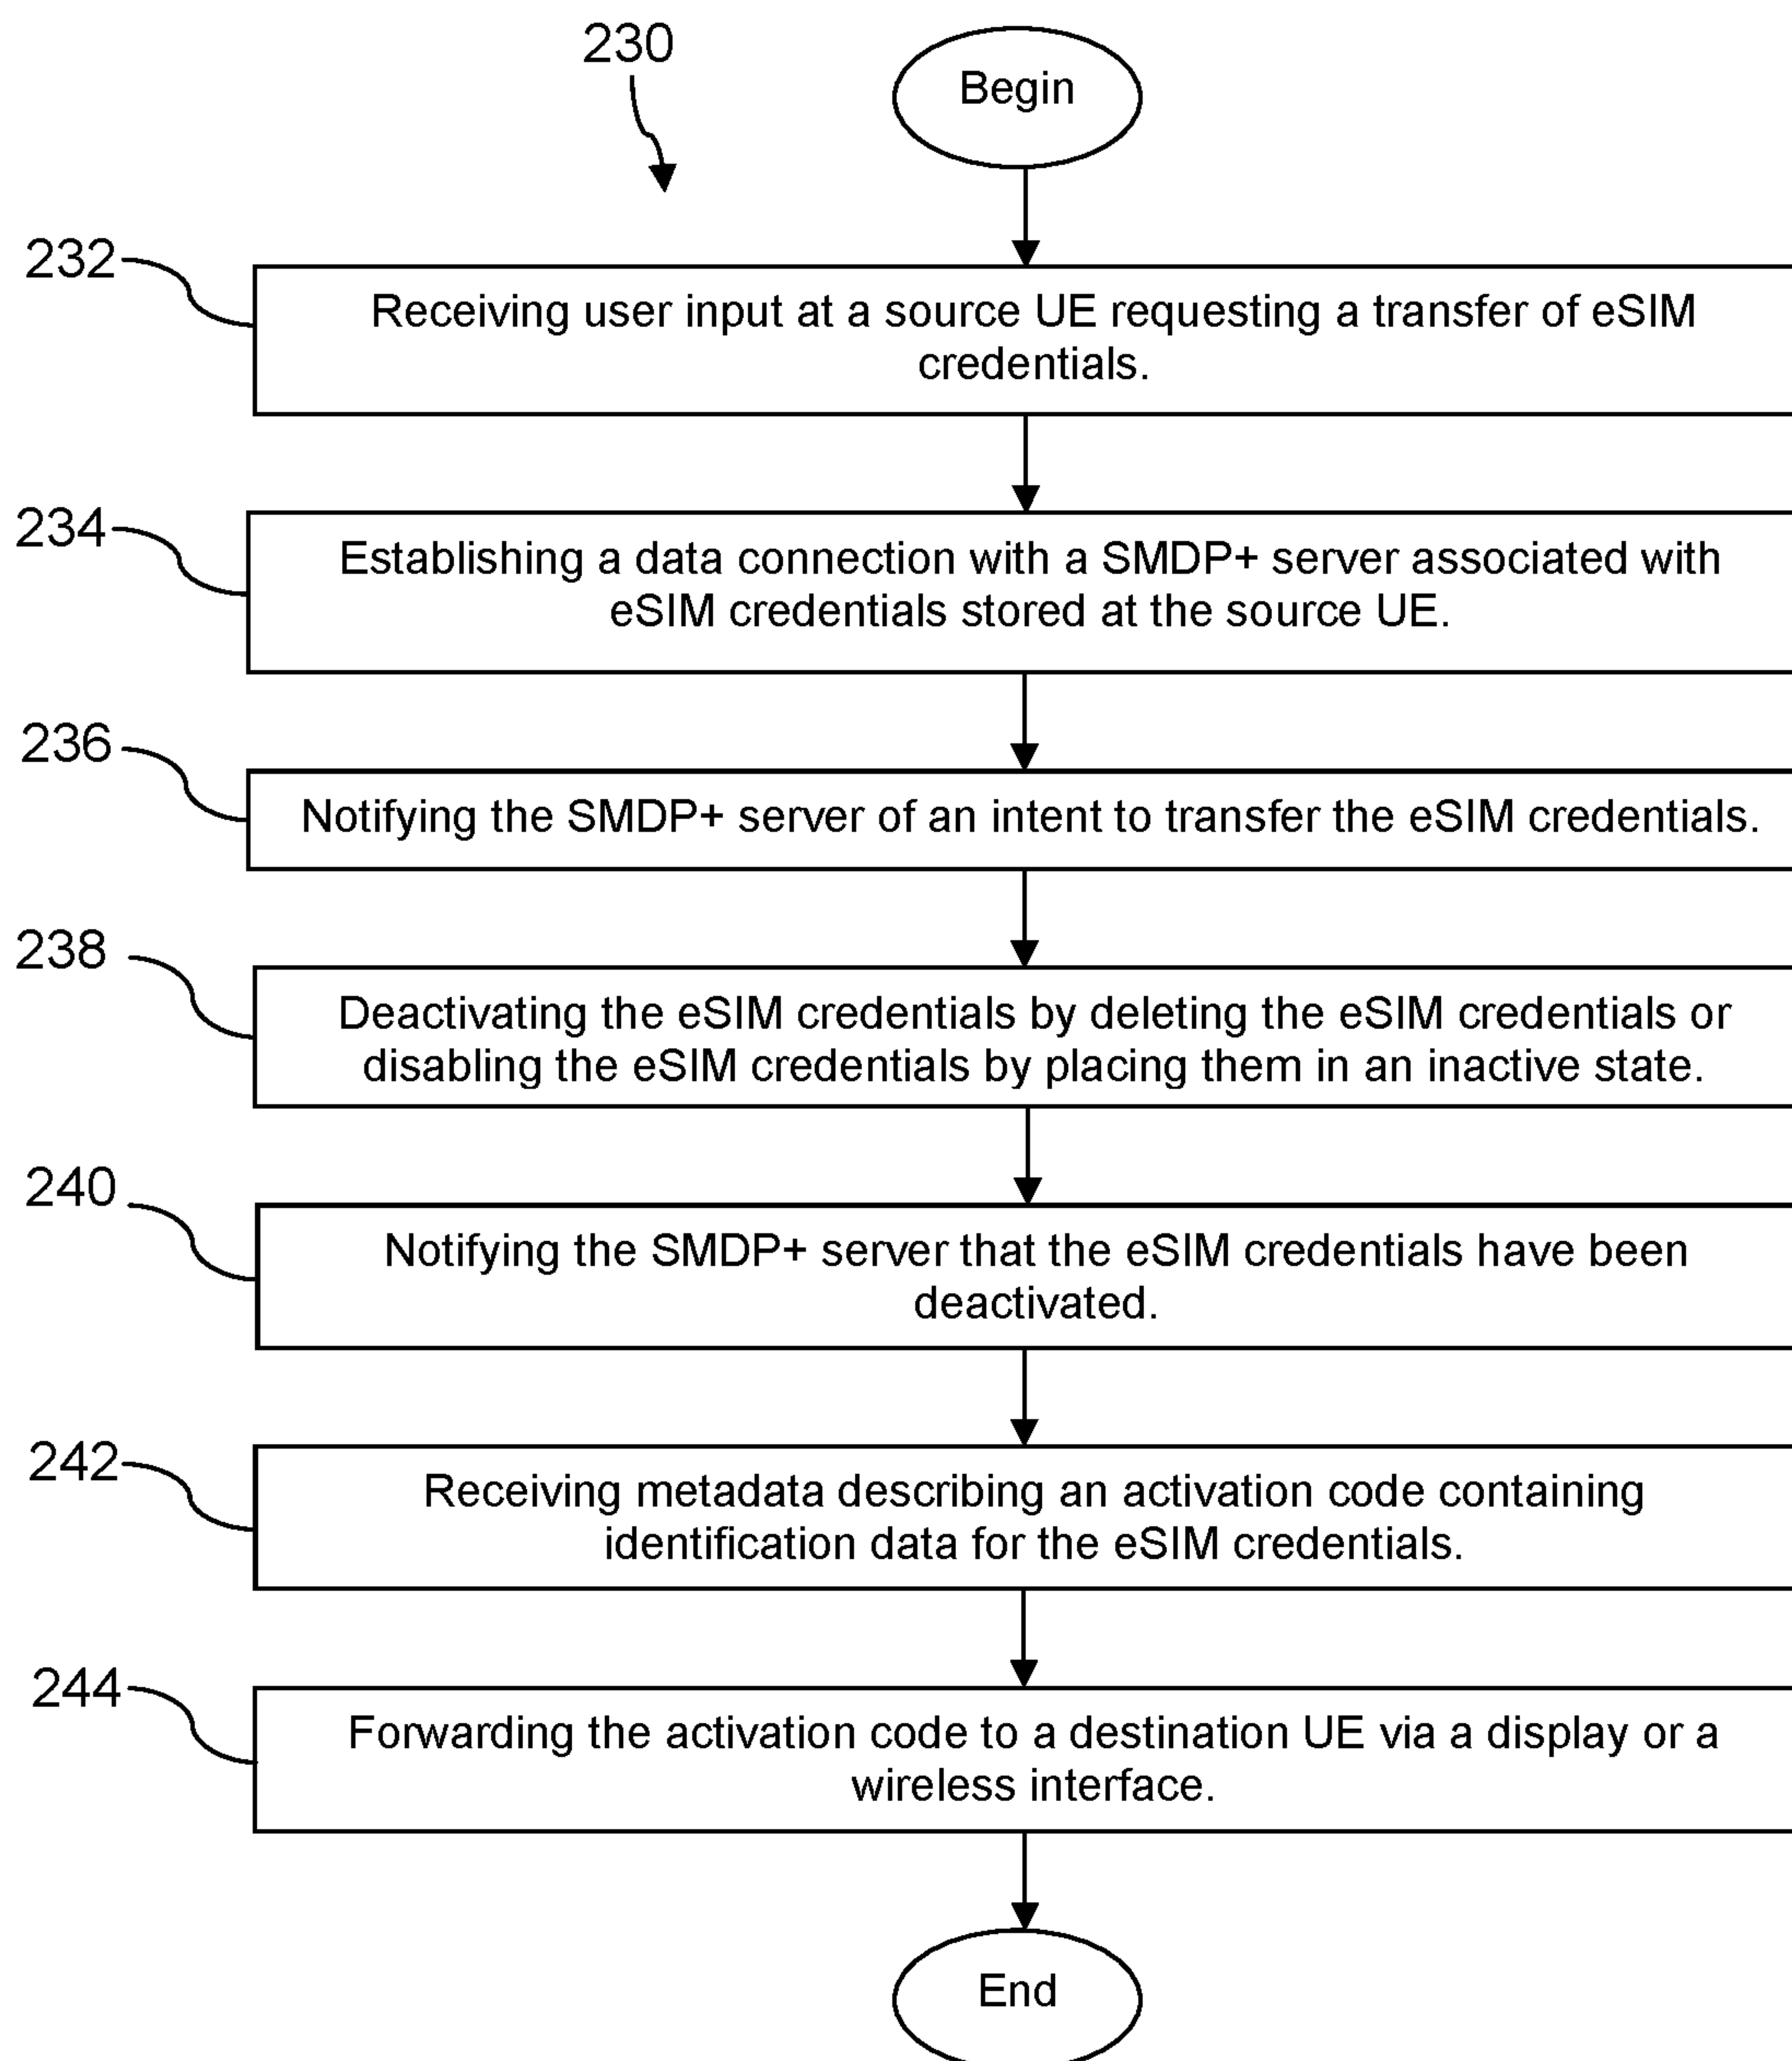 230
Begin
232
Receiving user input at a source UE requesting a transfer of eSIM
credentials.
234
Establishing a data connection with a SMDP+ server associated with
eSIM credentials stored at the source UE.
236
Notifying the SMDP+ server of an intent to transfer the eSIM credentials.
238
Deactivating the eSIM credentials by deleting the eSIM credentials or
disabling the eSIM credentials by placing them in an inactive state.
240
Notifying the SMDP+ server that the eSIM credentials have been
deactivated.
242
Receiving metadata describing an activation code containing
identification data for the eSIM credentials.
244
Forwarding the activation code to a destination UE via a display or a
wireless interface.
End